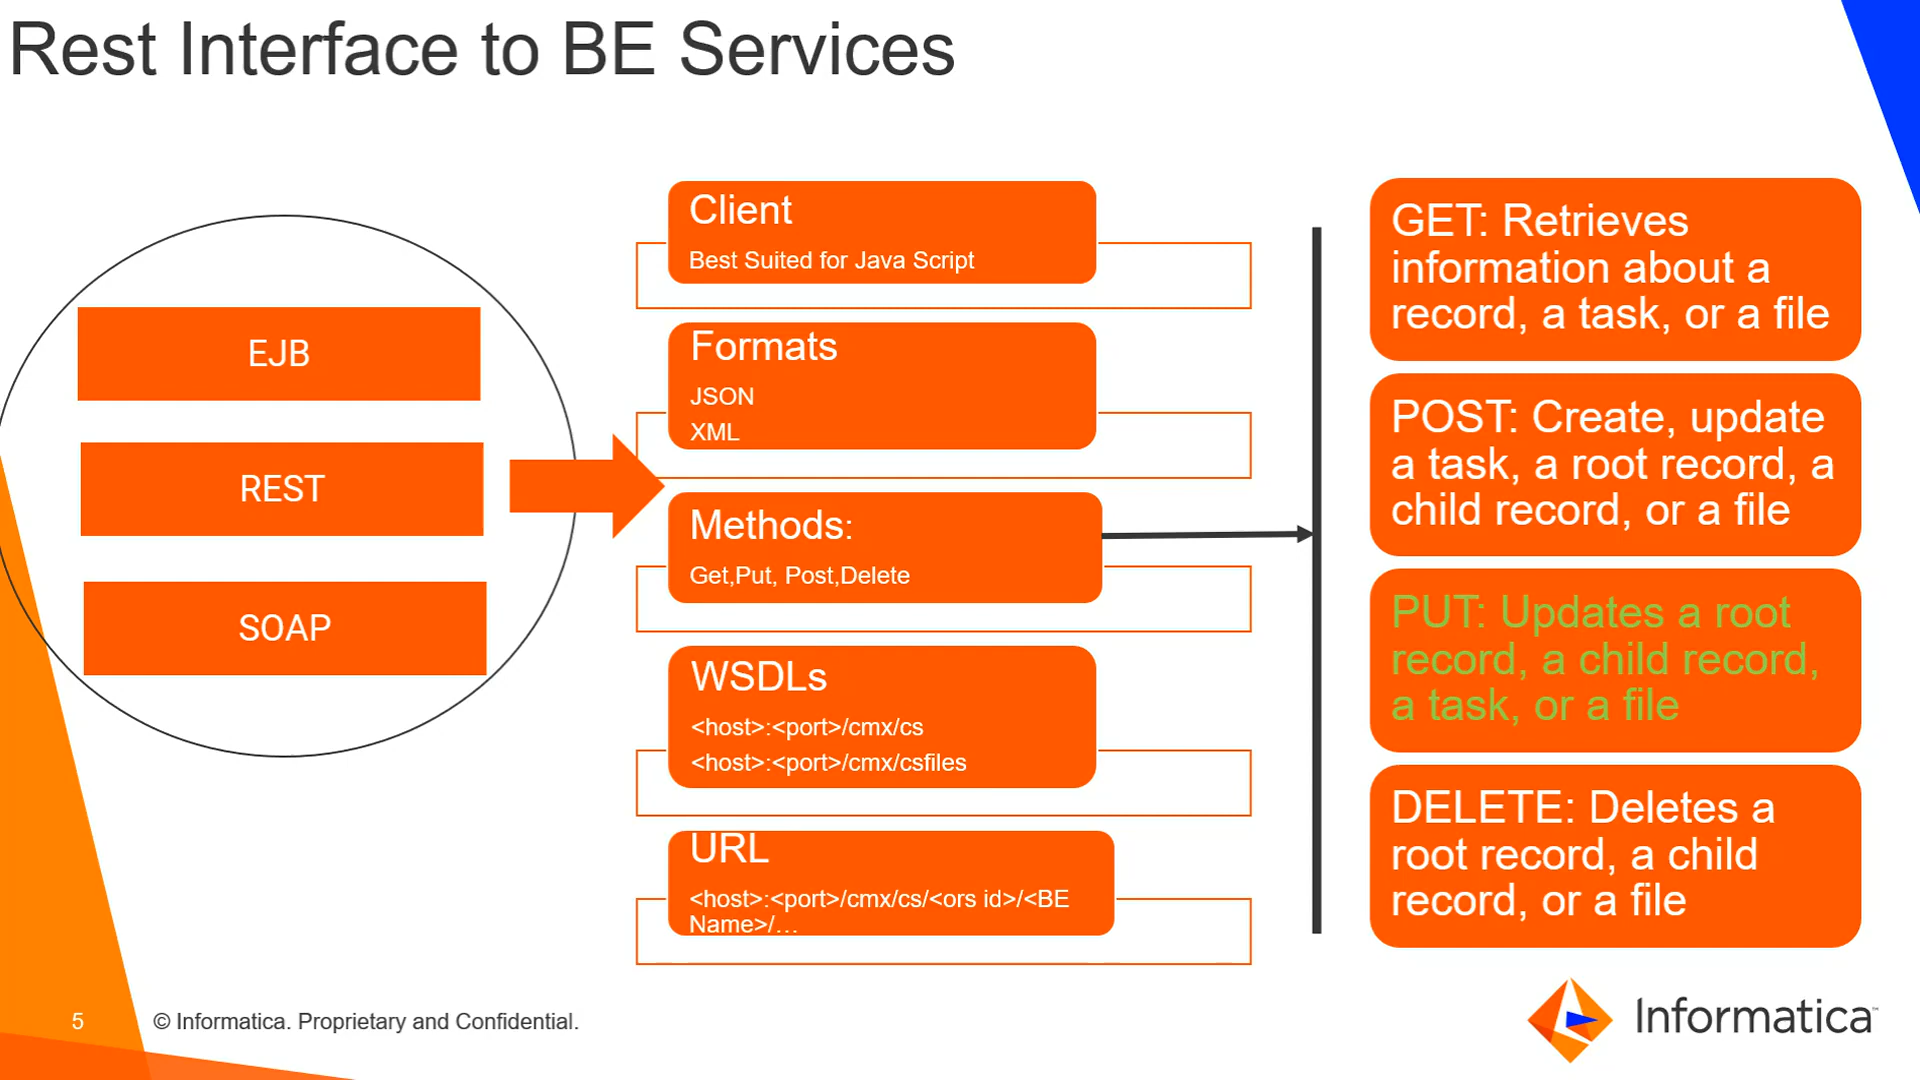 Rest Interface to BE Services
EJB
REST
SOAP
Client
Best Suited for Java Script
Formats
JSON
XML
Methods:
Get,Put, Post,Delete
WSDLs
<host>:<port>/cmx/cs
<host>:<port>/cmx/csfiles
URL
<host>:<port>/cmx/cs/<ors id>/<BE
Name>/…
GET: Retrieves
information about a
record, a task, or a file
POST: Create, update
a task, a root record, a
child record, or a file
PUT: Updates a root
record, a child record,
a task, or a file
DELETE: Deletes a
root record, a child
record, or a file
5
© Informatica. Proprietary and Confidential.
Informatica™